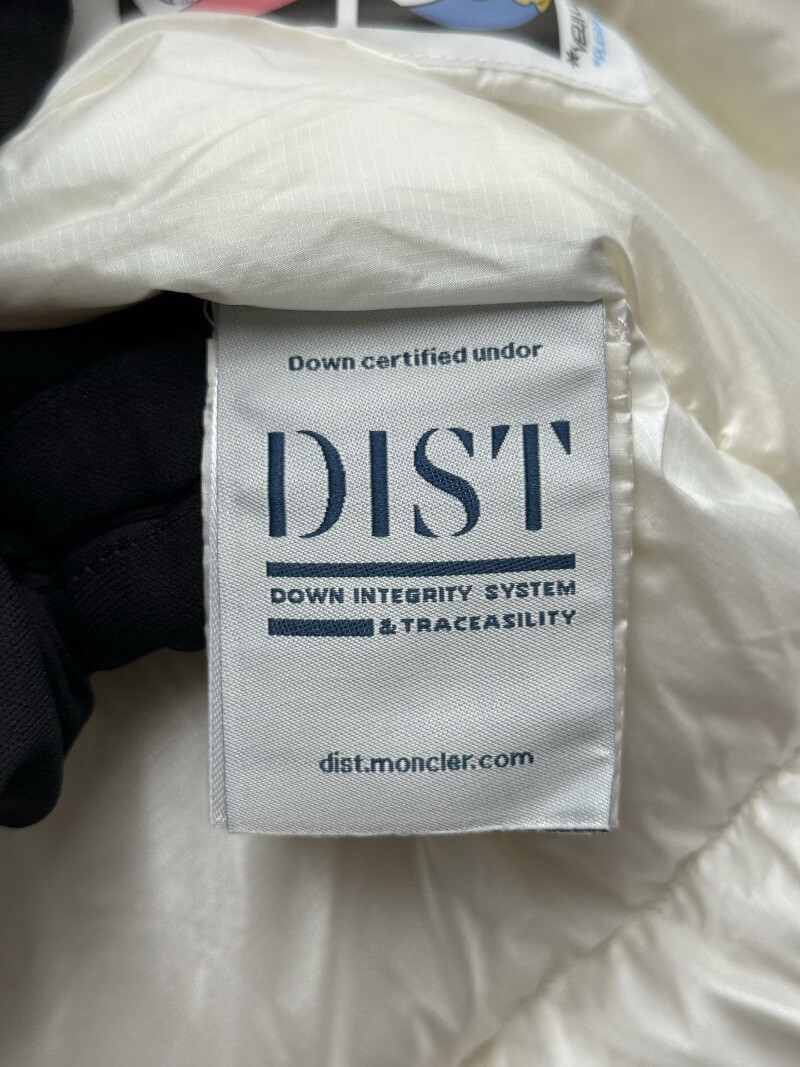 Down certified undor
DIST
DOWN INTEGRITY SYSTEM
& TRACEASILITY
dist.moncler.com